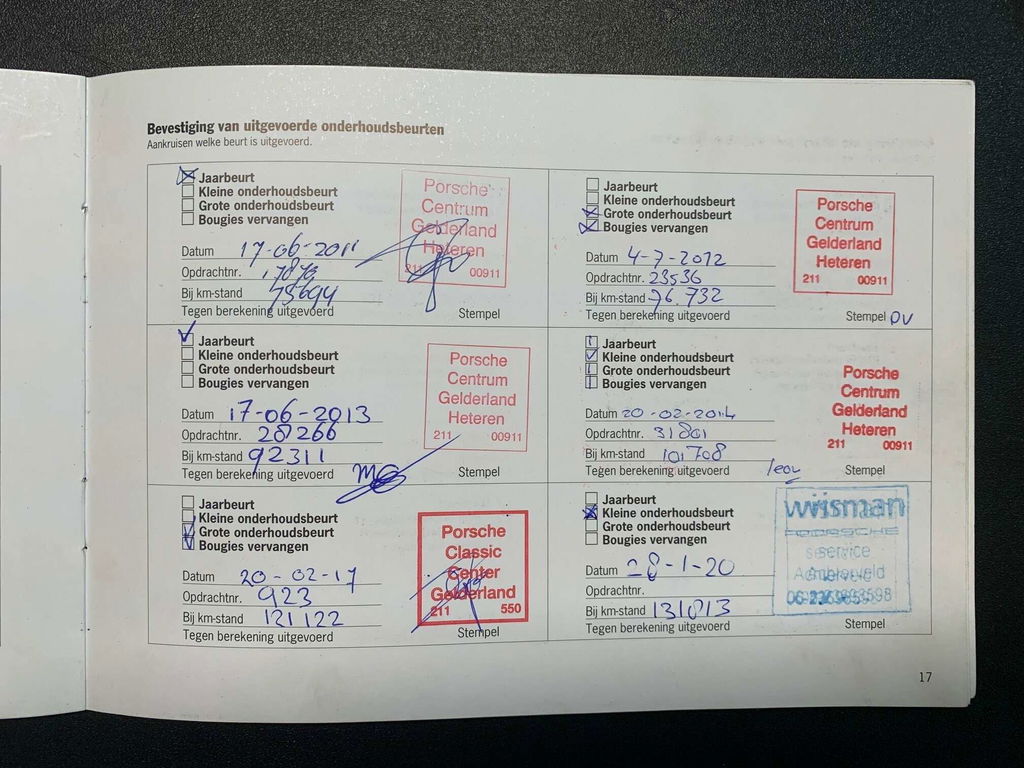 Bevestiging van uitgevoerde onderhoudsbeurten
Aankruisen welke beurt is uitgevoerd.
Jaarbeurt
Kleine onderhoudsbeurt
Grote onderhoudsbeurt
Bougies vervangen
Datum 17-06-2011
Opdrachtnr.
Bij km-stand 75694
Tegen berekening uitgevoerd
Stempel
Porsche
Centrum
Gelderland
Heteren
211 00911
Jaarbeurt
Kleine onderhoudsbeurt
Grote onderhoudsbeurt
Bougies vervangen
Datum 4-7-2012
Opdrachtnr. 23536
Bij km-stand 76.732
Tegen berekening uitgevoerd
Stempel DV
Porsche
Centrum
Gelderland
Heteren
211 00911
Jaarbeurt
Kleine onderhoudsbeurt
Grote onderhoudsbeurt
Bougies vervangen
Datum 17-06-2013
Opdrachtnr. 28266
Bij km-stand 92311
Tegen berekening uitgevoerd
Stempel
Porsche
Centrum
Gelderland
Heteren
211 00911
Jaarbeurt
Kleine onderhoudsbeurt
Grote onderhoudsbeurt
Bougies vervangen
Datum 20-02-2014
Opdrachtnr. 31801
Bij km-stand 101708
Tegen berekening uitgevoerd
leon
Stempel
Porsche
Centrum
Gelderland
Heteren
211 00911
Jaarbeurt
Kleine onderhoudsbeurt
Grote onderhoudsbeurt
Bougies vervangen
Datum 20-02-17
Opdrachtnr. 923
Bij km-stand 121122
Tegen berekening uitgevoerd
Stempel
Porsche
Classic
Center
Gelderland
211 550
Jaarbeurt
Kleine onderhoudsbeurt
Grote onderhoudsbeurt
Bougies vervangen
Datum 28-1-20
Opdrachtnr.
Bij km-stand 131813
Tegen berekening uitgevoerd
Stempel
wiisman
PORSCHE
service
17